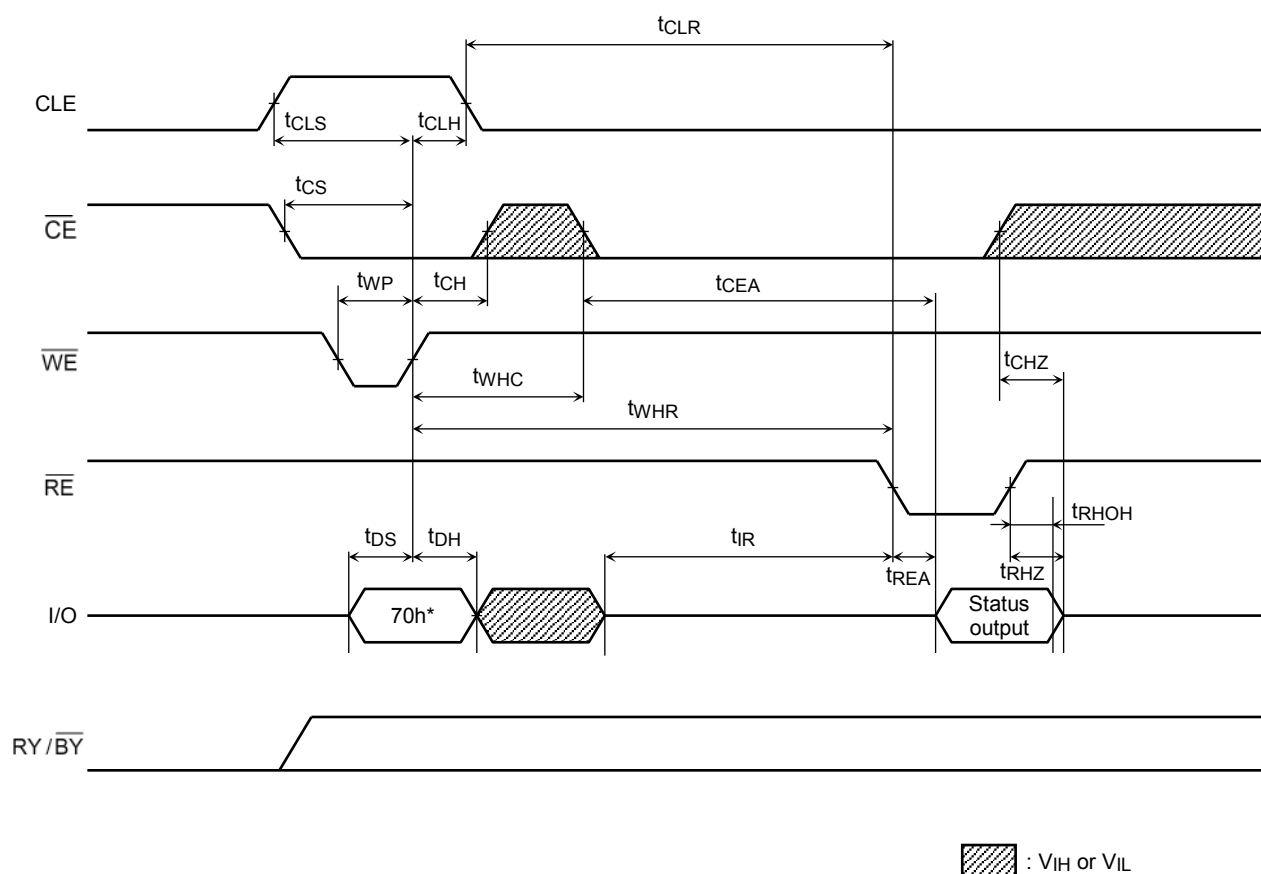 tCLR
CLE
tCLS
tCLH
tCS
CE
tWP
tCH
tCEA
WE
tCHZ
tWHC
tWHR
RE
tRHOH
tDS
tDH
tIR
tREA
tRHZ
I/O
70h*
Status
output
RY/BY
: VIH or VIL